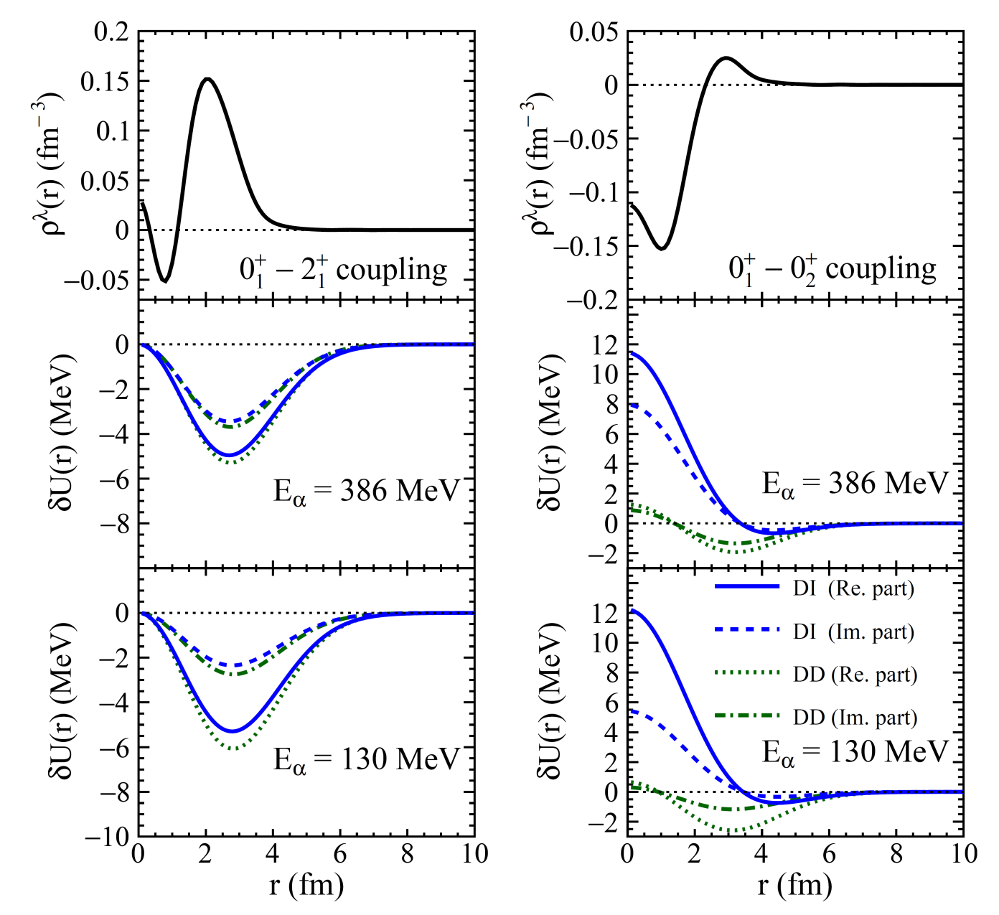 0.2
0.15
0.1
0.05
0
−0.05
ρλ(r) (fm−3)
0+1 − 2+1 coupling
0
−2
−4
−6
−8
δU(r) (MeV)
Eα = 386 MeV
0
−2
−4
−6
−8
−10
δU(r) (MeV)
Eα = 130 MeV
0 2 4 6 8 10
r (fm)
0.05
0
−0.05
−0.1
−0.15
−0.2
ρλ(r) (fm−3)
0+1 − 0+2 coupling
12
10
8
6
4
2
0
−2
δU(r) (MeV)
Eα = 386 MeV
12
10
8
6
4
2
0
−2
δU(r) (MeV)
DI (Re. part)
DI (Im. part)
DD (Re. part)
DD (Im. part)
Eα = 130 MeV
0 2 4 6 8 10
r (fm)